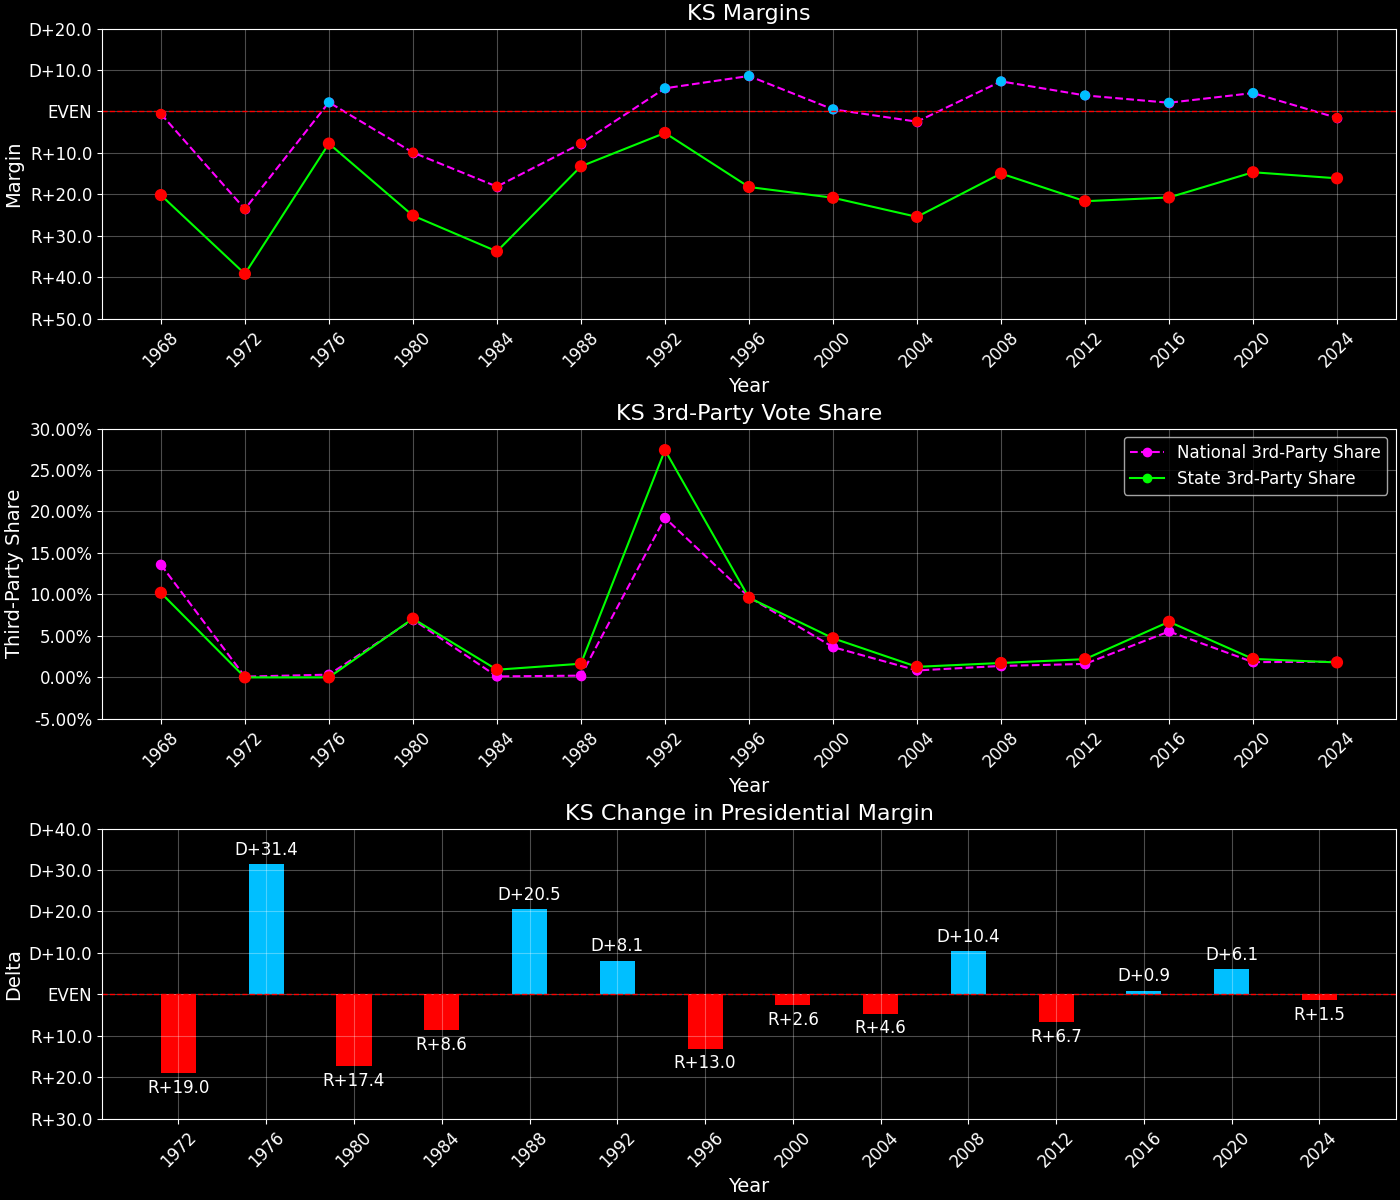 KS Margins
D+20.0
D+10.0
EVEN
R+10.0
R+20.0
R+30.0
R+40.0
R+50.0
Margin
1968 1972 1976 1980 1984 1988 1992 1996 2000 2004 2008 2012 2016 2020 2024
Year
KS 3rd-Party Vote Share
30.00%
25.00%
20.00%
15.00%
10.00%
5.00%
0.00%
-5.00%
Third-Party Share
National 3rd-Party Share
State 3rd-Party Share
1968 1972 1976 1980 1984 1988 1992 1996 2000 2004 2008 2012 2016 2020 2024
Year
KS Change in Presidential Margin
D+40.0
D+30.0
D+20.0
D+10.0
EVEN
R+10.0
R+20.0
R+30.0
Delta
R+19.0
D+31.4
R+17.4
R+8.6
D+20.5
D+8.1
R+13.0
R+2.6
R+4.6
D+10.4
R+6.7
D+0.9
D+6.1
R+1.5
1972 1976 1980 1984 1988 1992 1996 2000 2004 2008 2012 2016 2020 2024
Year